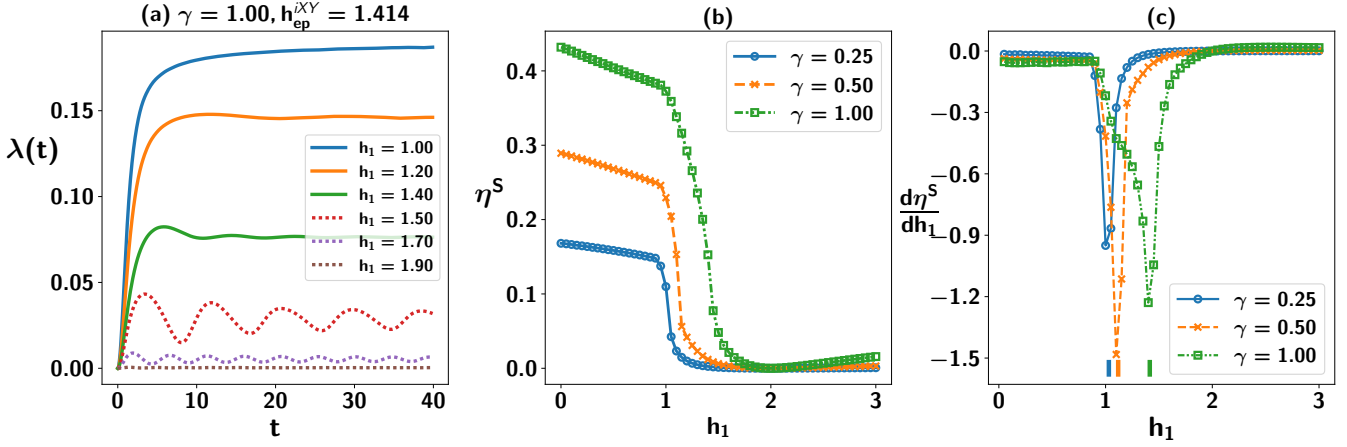 (a) γ = 1.00, h_ep^{iXY} = 1.414
λ(t)
0.15
0.10
0.05
0.00
h₁ = 1.00
h₁ = 1.20
h₁ = 1.40
h₁ = 1.50
h₁ = 1.70
h₁ = 1.90
0 10 20 30 40
t
(b)
η^S
0.4
0.3
0.2
0.1
0.0
γ = 0.25
γ = 0.50
γ = 1.00
0 1 2 3
h₁
(c)
dη^S
dh₁
0.0
−0.3
−0.6
−0.9
−1.2
−1.5
γ = 0.25
γ = 0.50
γ = 1.00
0 1 2 3
h₁